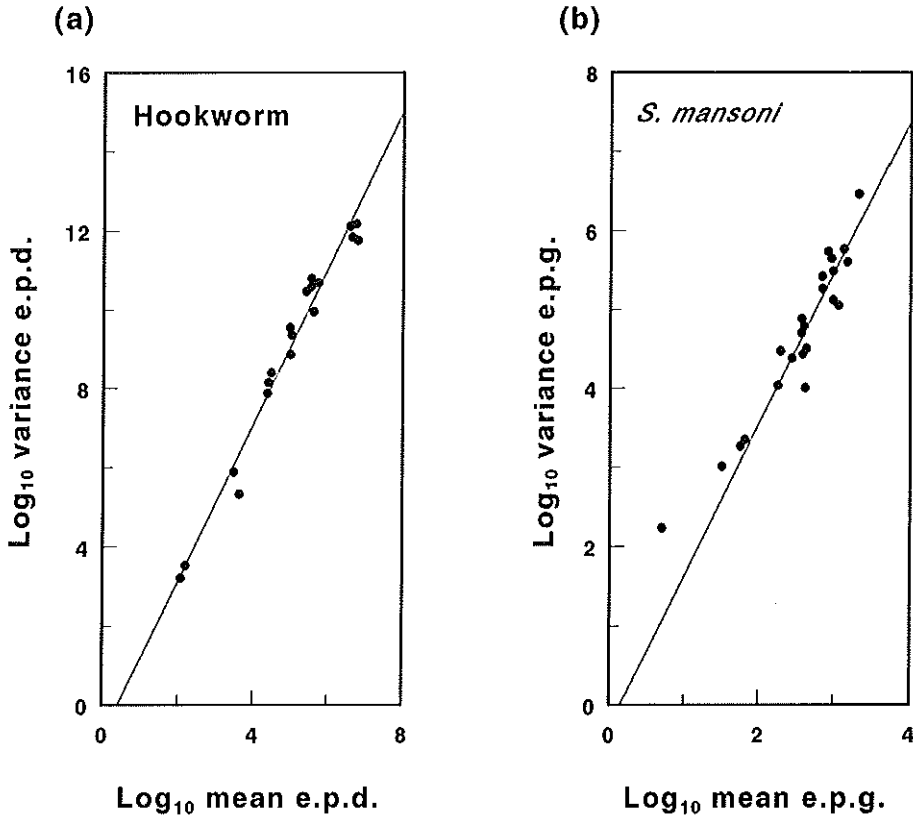 (a)
(b)
Hookworm
S. mansoni
16
12
8
4
0
0
4
8
Log₁₀ variance e.p.d.
Log₁₀ mean e.p.d.
8
6
4
2
0
0
2
4
Log₁₀ variance e.p.g.
Log₁₀ mean e.p.g.